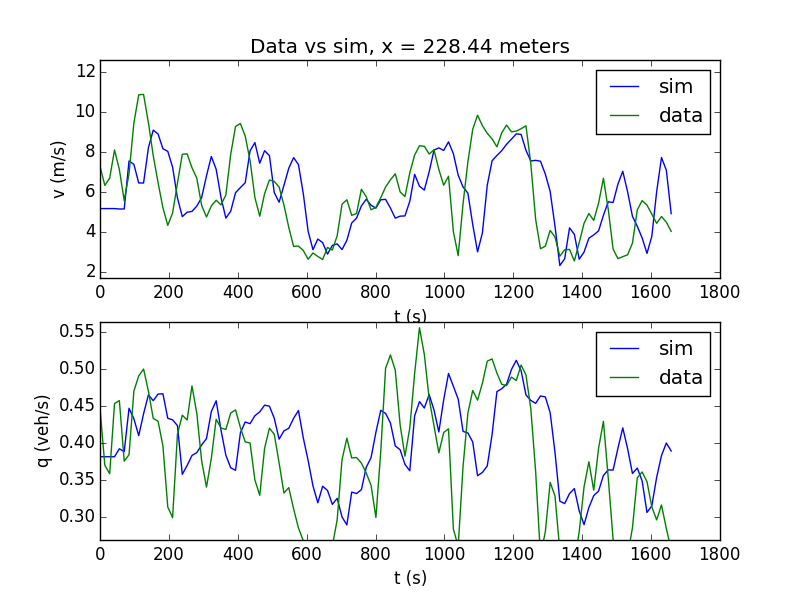 Data vs sim, x = 228.44 meters
v (m/s)
12
10
8
6
4
2
sim
data
0 200 400 600 800 1000 1200 1400 1600 1800
t (s)
q (veh/s)
0.55
0.50
0.45
0.40
0.35
0.30
sim
data
0 200 400 600 800 1000 1200 1400 1600 1800
t (s)